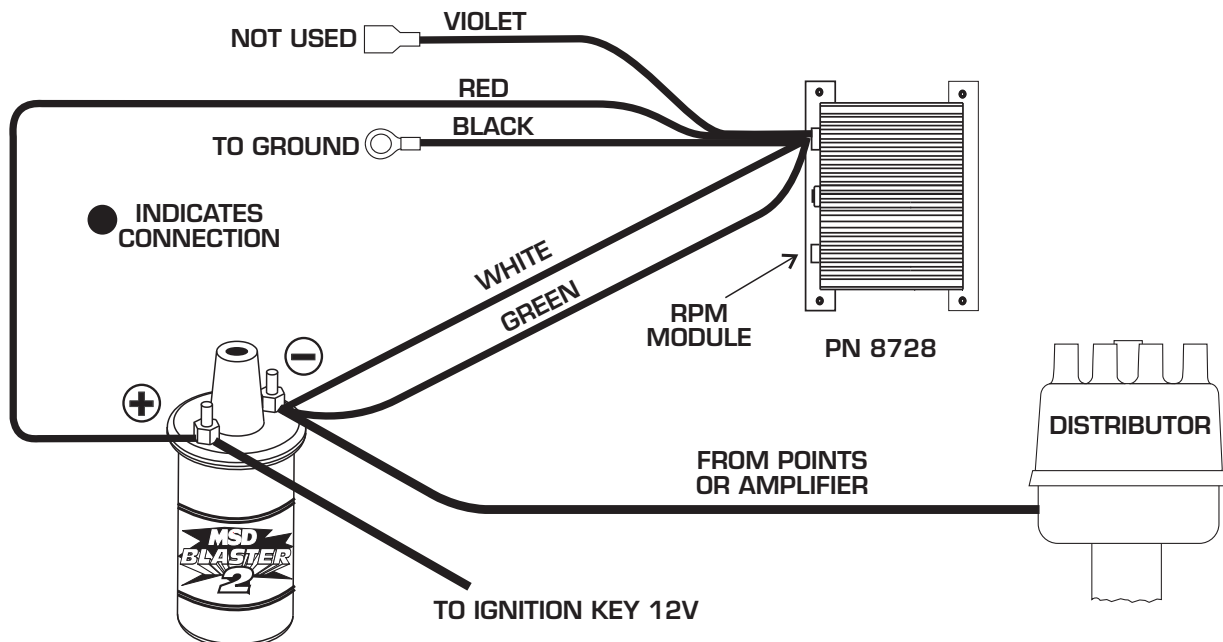 VIOLET
NOT USED
RED
BLACK
TO GROUND
INDICATES
CONNECTION
WHITE
GREEN
RPM
MODULE
PN 8728
−
+
DISTRIBUTOR
FROM POINTS
OR AMPLIFIER
MSD
BLASTER
2
TO IGNITION KEY 12V